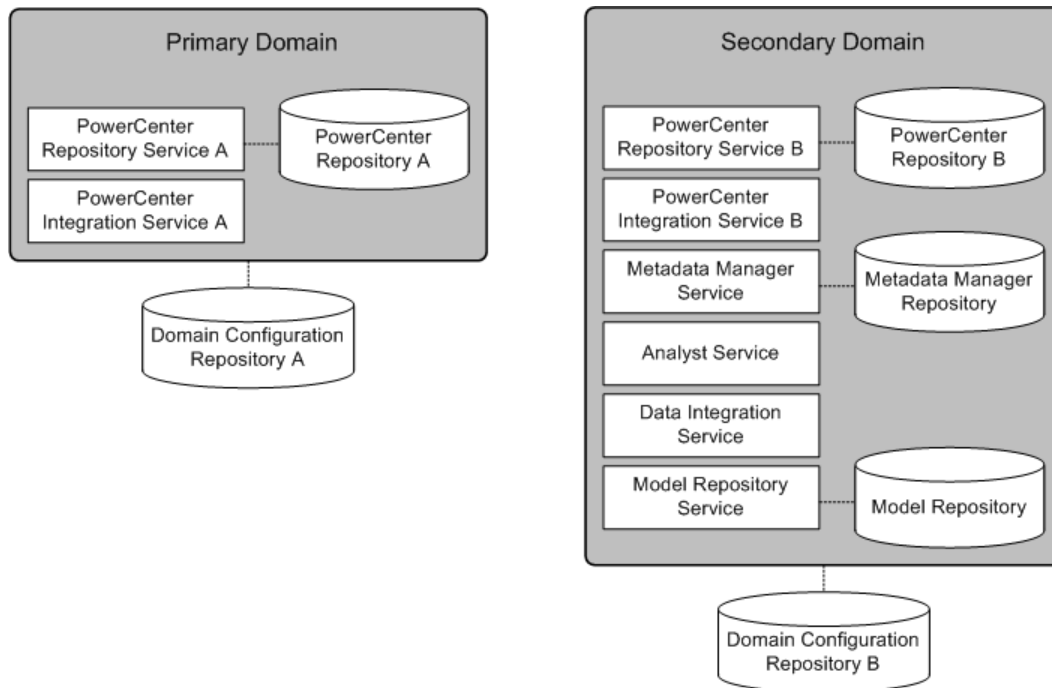 Primary Domain
PowerCenter
Repository Service A
PowerCenter
Repository A
PowerCenter
Integration Service A
Domain Configuration
Repository A
Secondary Domain
PowerCenter
Repository Service B
PowerCenter
Repository B
PowerCenter
Integration Service B
Metadata Manager
Service
Metadata Manager
Repository
Analyst Service
Data Integration
Service
Model Repository
Service
Model Repository
Domain Configuration
Repository B